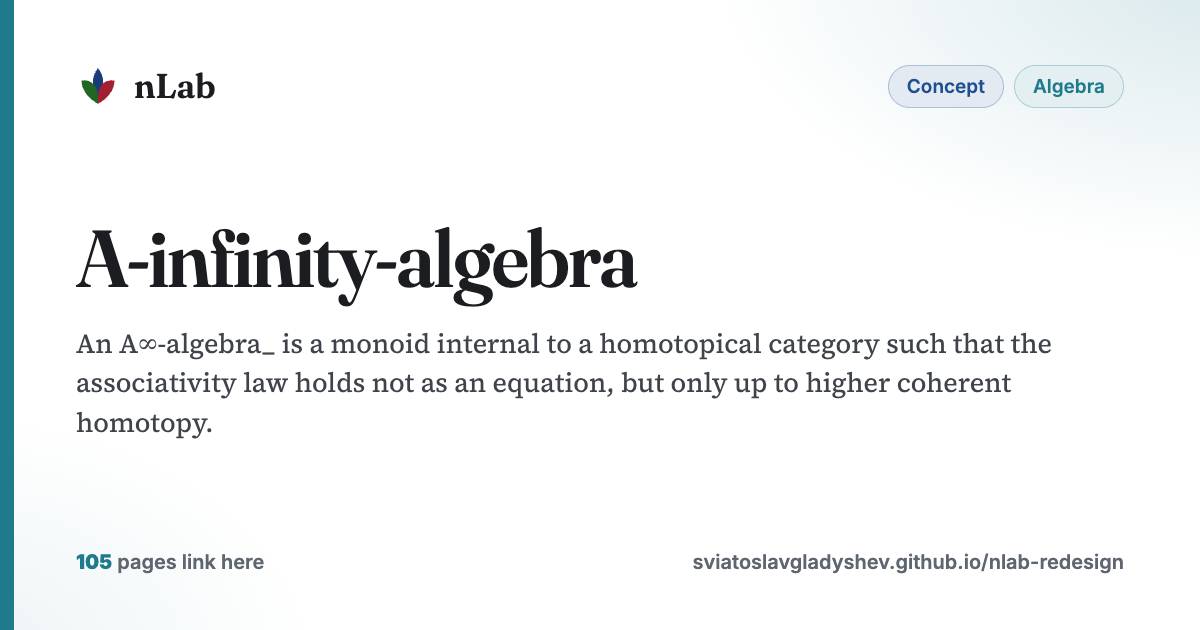 nLab
Concept
Algebra
A-infinity-algebra
An A∞-algebra_ is a monoid internal to a homotopical category such that the
associativity law holds not as an equation, but only up to higher coherent
homotopy.
105 pages link here
sviatoslavgladyshev.github.io/nlab-redesign